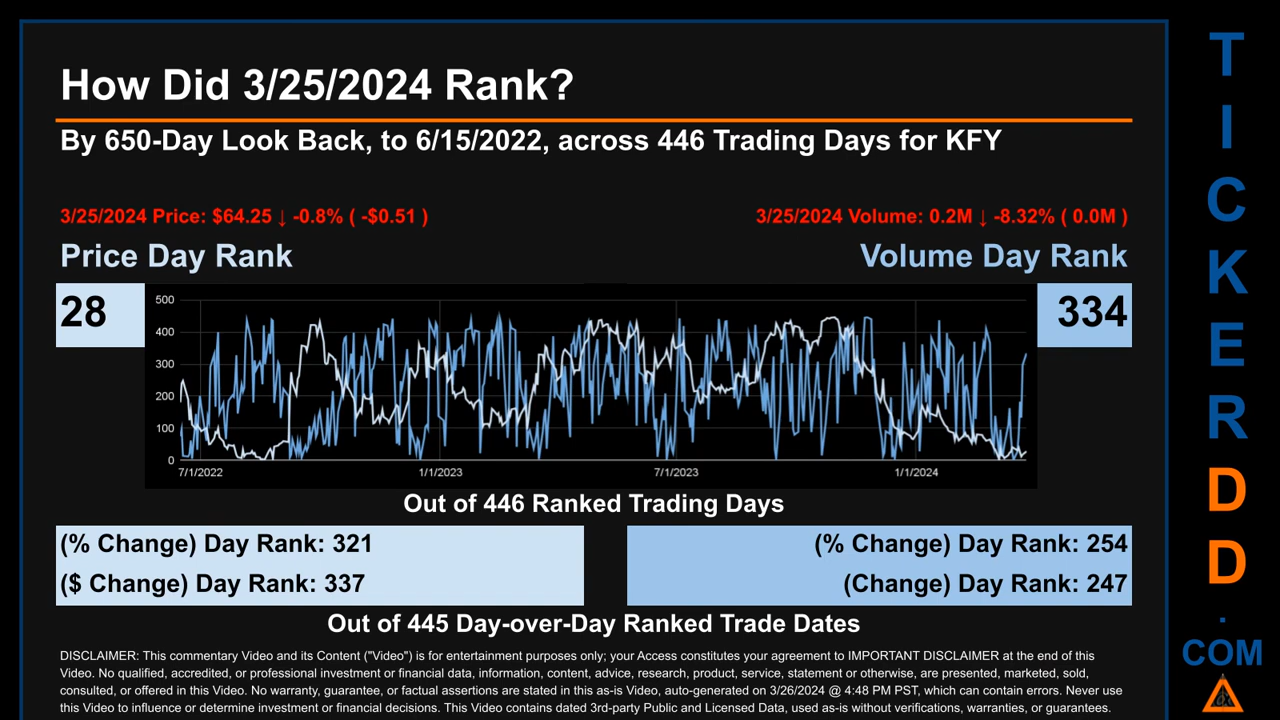 How Did 3/25/2024 Rank?
By 650-Day Look Back, to 6/15/2022, across 446 Trading Days for KFY
3/25/2024 Price: $64.25 ↓ -0.8% ( -$0.51 )
3/25/2024 Volume: 0.2M ↓ -8.32% ( 0.0M )
Price Day Rank
Volume Day Rank
28
334
500
400
300
200
100
0
7/1/2022
1/1/2023
7/1/2023
1/1/2024
Out of 446 Ranked Trading Days
(% Change) Day Rank: 321
($ Change) Day Rank: 337
(% Change) Day Rank: 254
(Change) Day Rank: 247
Out of 445 Day-over-Day Ranked Trade Dates
DISCLAIMER: This commentary Video and its Content ("Video") is for entertainment purposes only; your Access constitutes your agreement to IMPORTANT DISCLAIMER at the end of this
Video. No qualified, accredited, or professional investment or financial data, information, content, advice, research, product, service, statement or otherwise, are presented, marketed, sold,
consulted, or offered in this Video. No warranty, guarantee, or factual assertions are stated in this as-is Video, auto-generated on 3/26/2024 @ 4:48 PM PST, which can contain errors. Never use
this Video to influence or determine investment or financial decisions. This Video contains dated 3rd-party Public and Licensed Data, used as-is without verifications, warranties, or guarantees.
T
I
C
K
E
R
D
D
.
COM